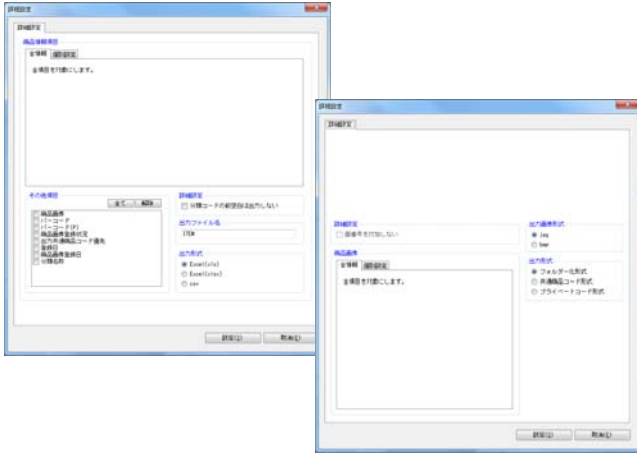 詳細設定
詳細設定
商品情報項目
全情報 個別設定
全項目を対象にします。
その他項目
全て 解除
商品画像
バーコード
バーコード(F)
商品画像登録状況
出力共通商品コード優先
登録日
商品画像登録日
分類名称
詳細設定
分類コードの前空白は出力しない
出力ファイル名
ITEM
出力形式
Excel(xls)
Excel(xlsx)
csv
設定(O) 取消(C)
詳細設定
詳細設定
詳細設定
面番号を付加しない
商品画像
全情報 個別設定
全項目を対象にします。
出力画像形式
jpg
bmp
出力形式
フォルダー化形式
共通商品コード形式
プライベートコード形式
設定(O) 取消(C)